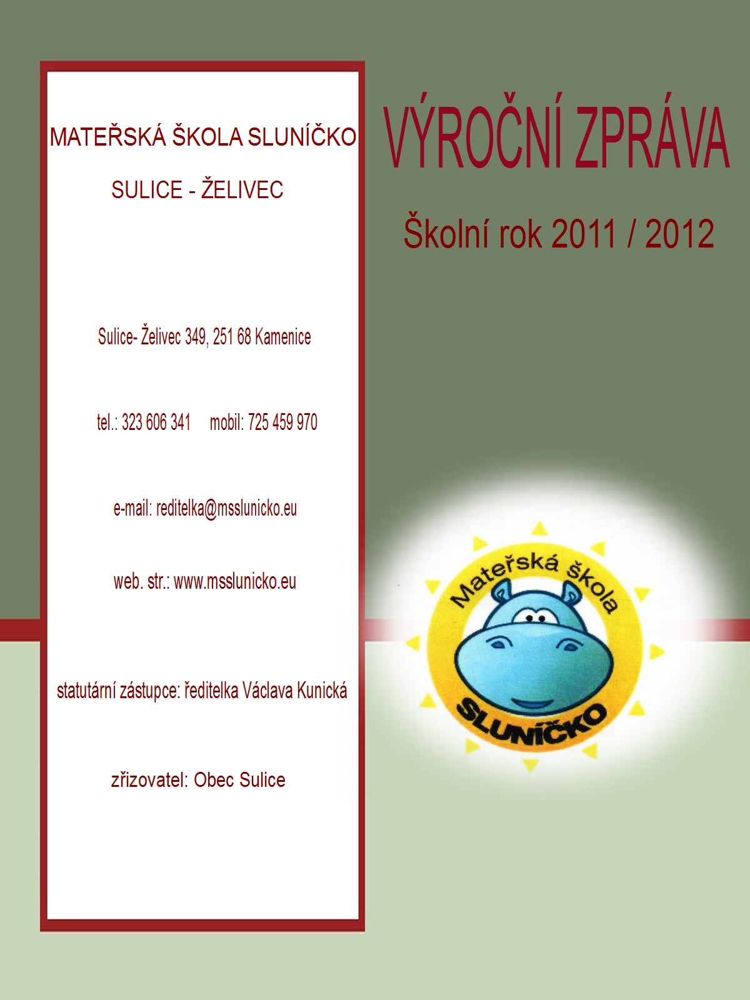 MATEŘSKÁ ŠKOLA SLUNÍČKO
SULICE - ŽELIVEC
Sulice- Želivec 349, 251 68 Kamenice
tel.: 323 606 341 mobil: 725 459 970
e-mail: reditelka@msslunicko.eu
web. str.: www.msslunicko.eu
statutární zástupce: ředitelka Václava Kunická
zřizovatel: Obec Sulice
VÝROČNÍ ZPRÁVA
Školní rok 2011 / 2012
Mateřská škola
SLUNÍČKO